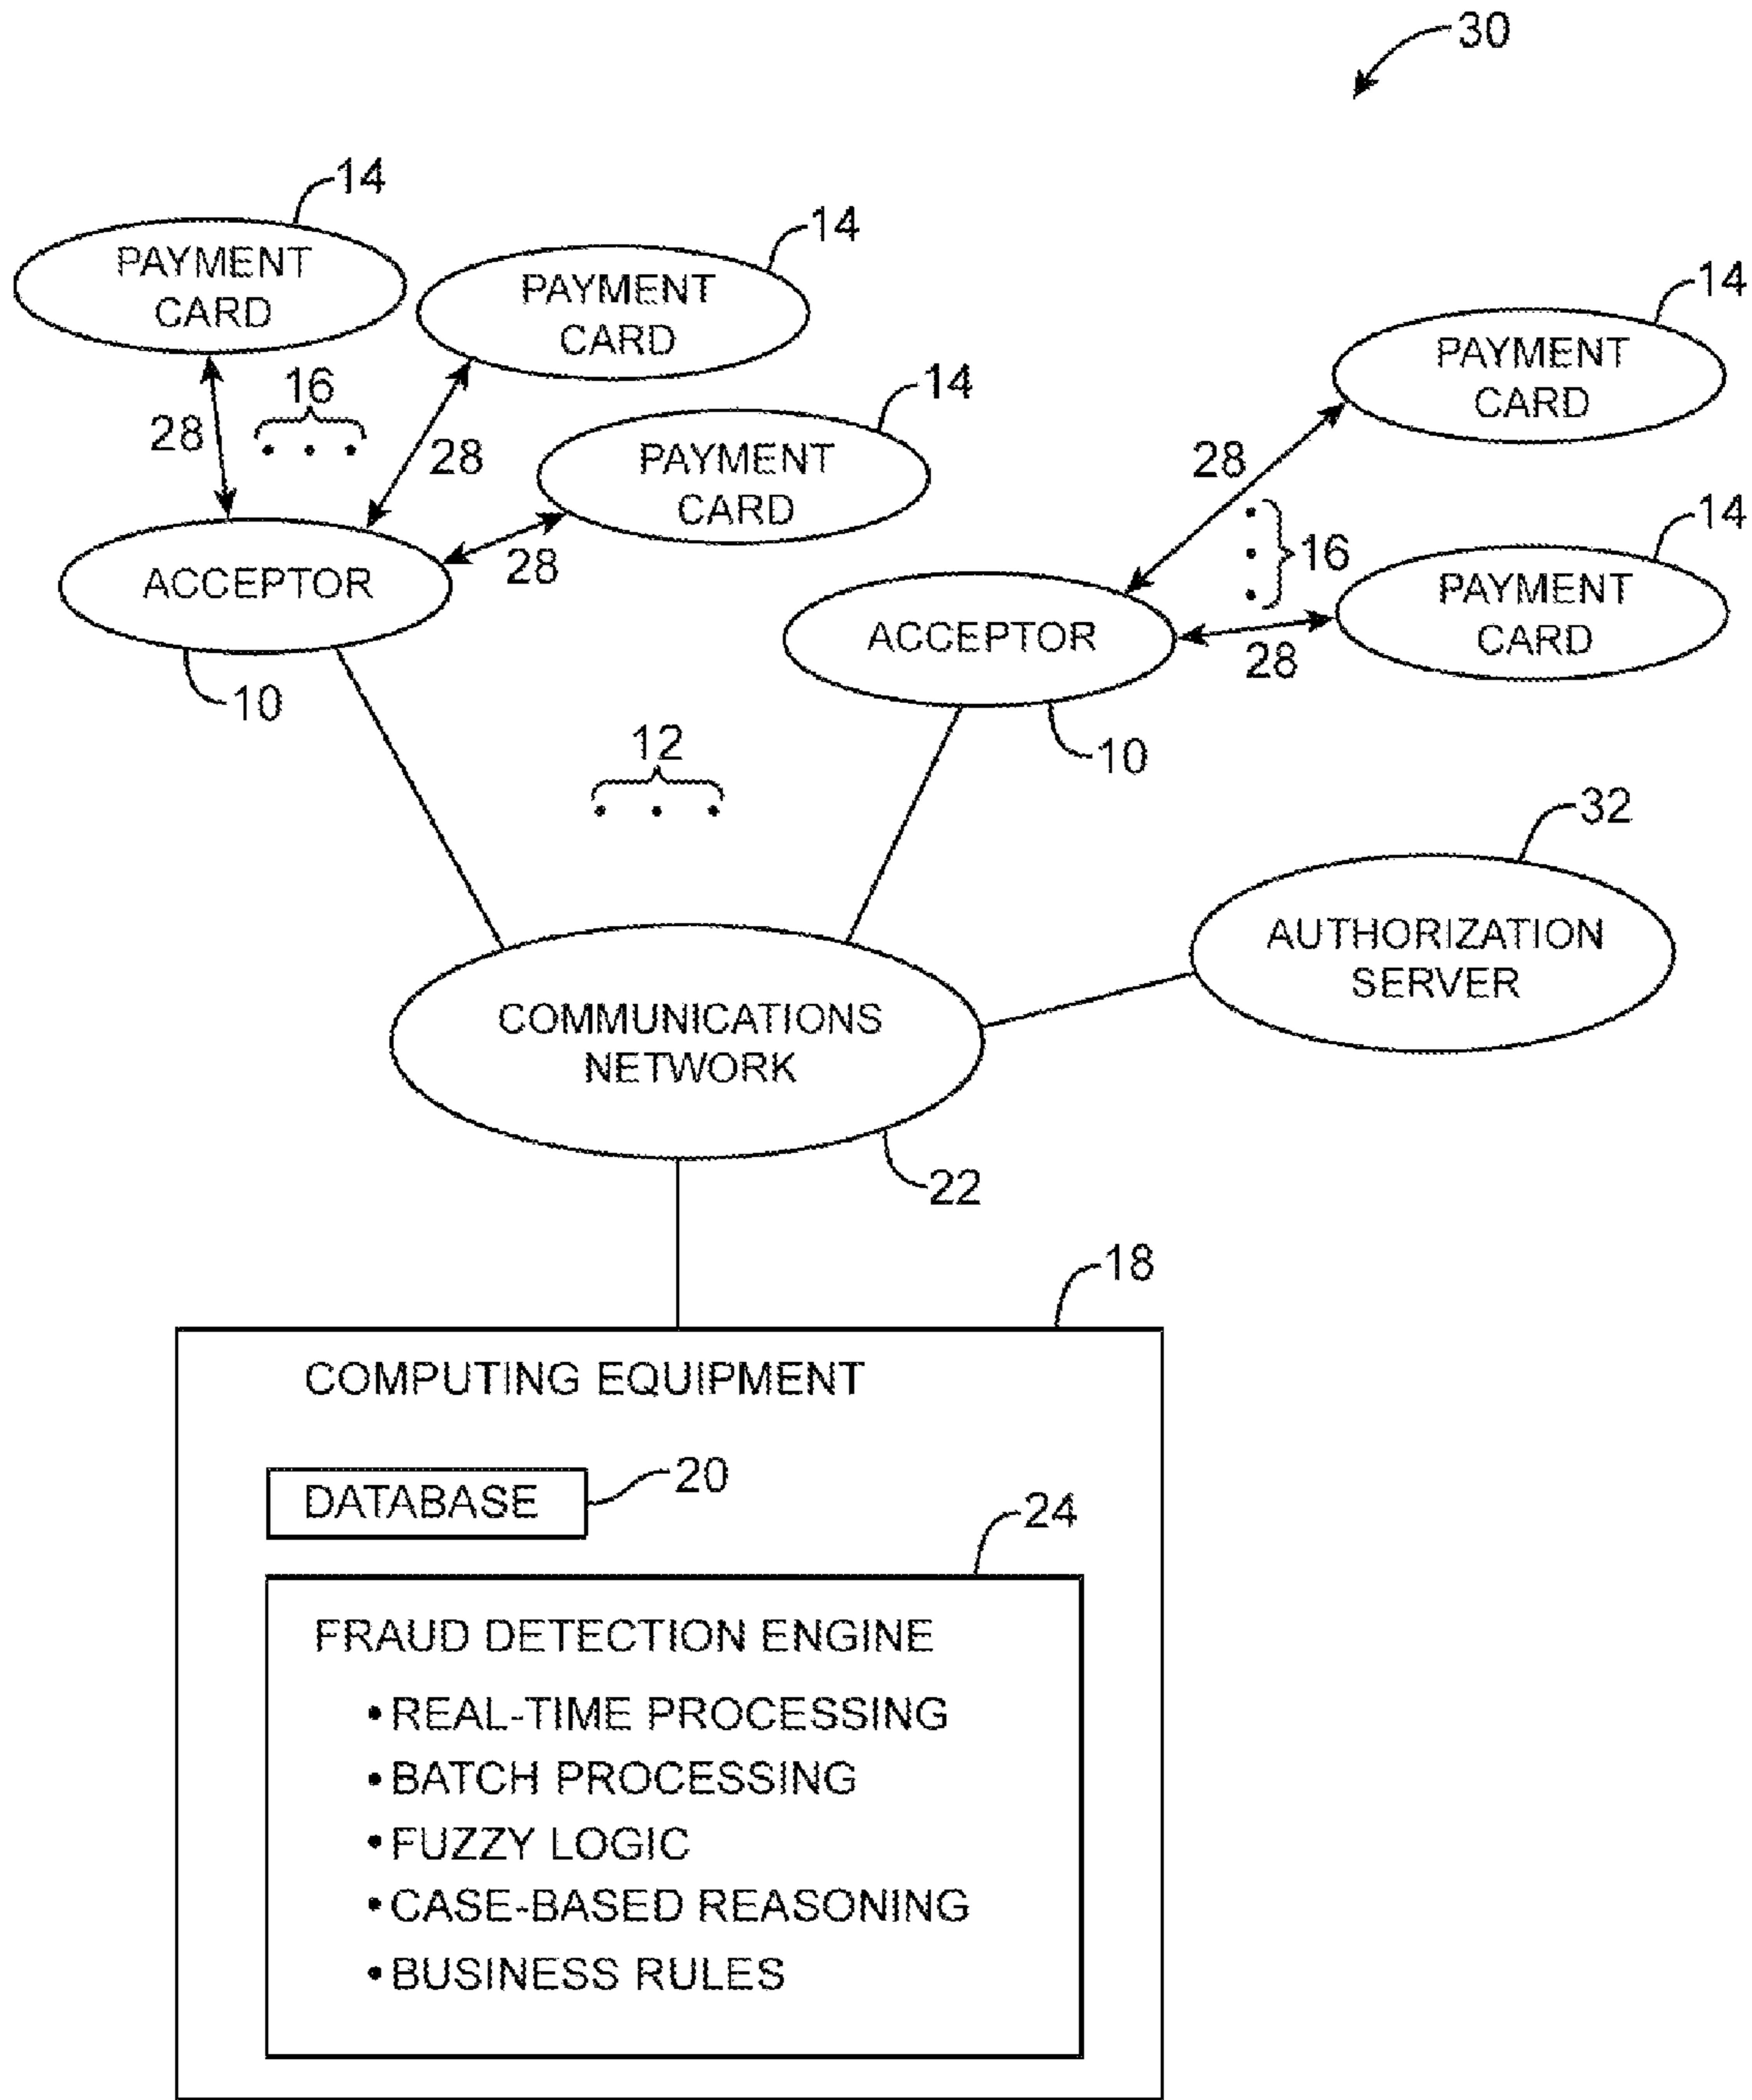 30
14
PAYMENT
CARD
14
PAYMENT
CARD
14
PAYMENT
CARD
16
28
28
14
PAYMENT
CARD
28
28
16
14
PAYMENT
CARD
28
ACCEPTOR
10
ACCEPTOR
10
12
32
AUTHORIZATION
SERVER
COMMUNICATIONS
NETWORK
22
18
COMPUTING EQUIPMENT
DATABASE
20
24
FRAUD DETECTION ENGINE
• REAL-TIME PROCESSING
• BATCH PROCESSING
• FUZZY LOGIC
• CASE-BASED REASONING
• BUSINESS RULES